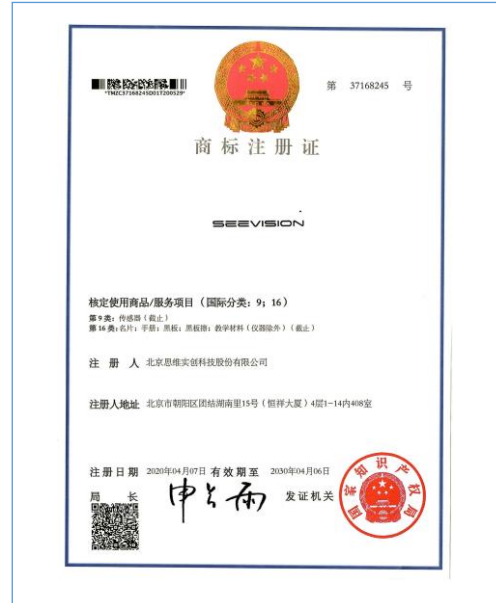 *TMZC37168245D017200529*
第 37168245 号
商标注册证
SEEVISION
核定使用商品/服务项目（国际分类：9；16）
第9类：传感器（截止）
第16类：名片；手册；黑板；黑板擦；教学材料（仪器除外）（截止）
注 册 人 北京思维实创科技股份有限公司
注册人地址 北京市朝阳区团结湖南里15号（恒祥大厦）4层1-14内408室
注册日期 2020年04月07日 有效期至 2030年04月06日
局 长 申长雨 发证机关
国家知识产权局